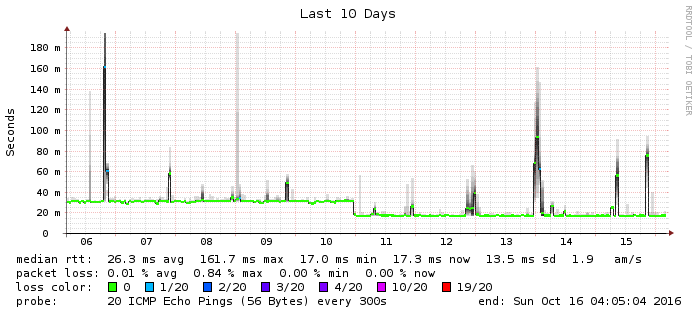 Last 10 Days
RRDTOOL / TOBI OETIKER
Seconds
180 m
160 m
140 m
120 m
100 m
80 m
60 m
40 m
20 m
0
06 07 08 09 10 11 12 13 14 15
median rtt: 26.3 ms avg 161.7 ms max 17.0 ms min 17.3 ms now 13.5 ms sd 1.9 am/s
packet loss: 0.01 % avg 0.84 % max 0.00 % min 0.00 % now
loss color: 0 1/20 2/20 3/20 4/20 10/20 19/20
probe: 20 ICMP Echo Pings (56 Bytes) every 300s end: Sun Oct 16 04:05:04 2016